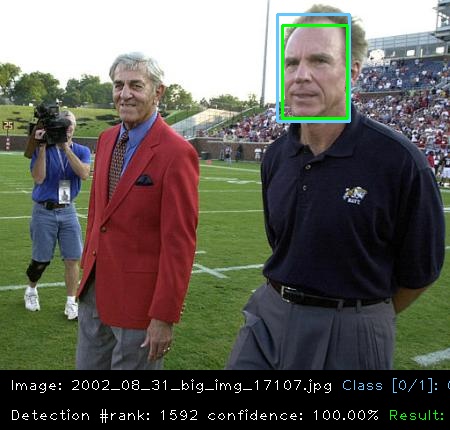 NAVY
Image: 2002_08_31_big_img_17107.jpg Class [0/1]:
Detection #rank: 1592 confidence: 100.00% Result: